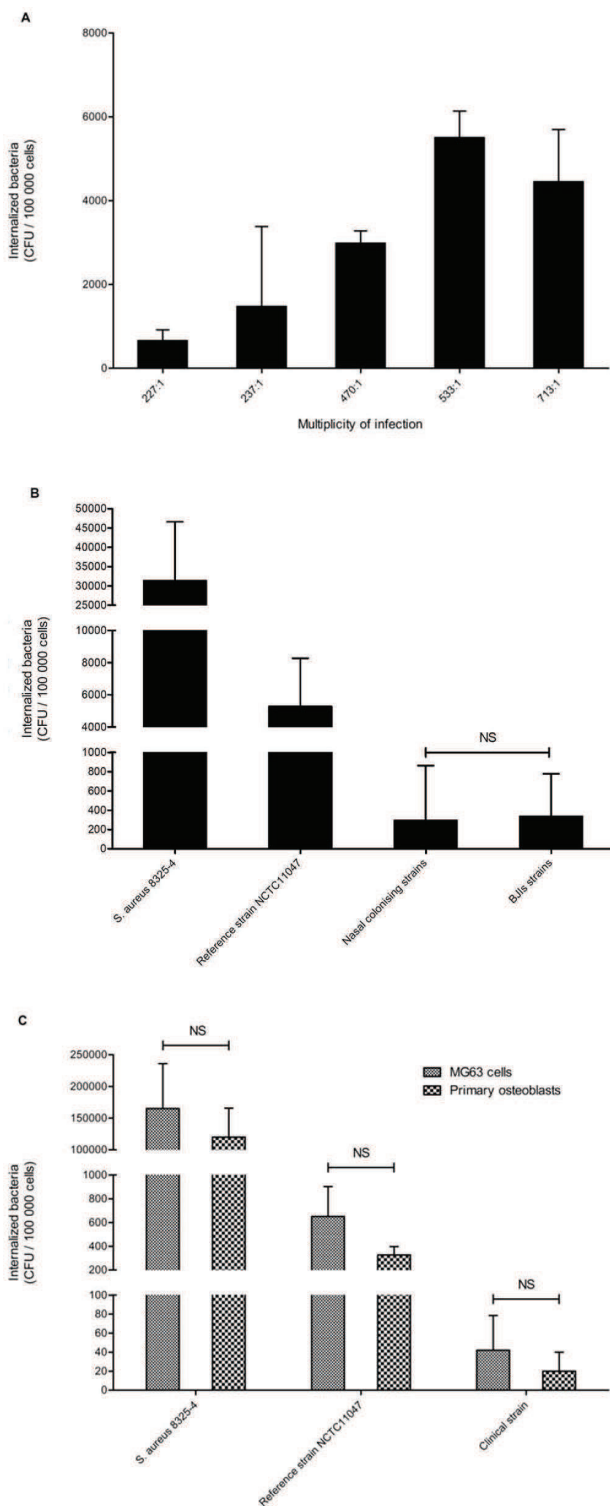 A
Internalized bacteria
(CFU / 100 000 cells)
8000
6000
4000
2000
0
227:1
237:1
470:1
533:1
713:1
Multiplicity of infection
B
Internalized bacteria
(CFU / 100 000 cells)
50000
45000
40000
35000
30000
25000
10000
8000
6000
4000
1000
800
600
400
200
0
NS
S. aureus 8325-4
Reference strain NCTC11047
Nasal colonising strains
BJIs strains
C
Internalized bacteria
(CFU / 100 000 cells)
250000
200000
150000
100000
1000
800
600
400
200
100
80
60
40
20
0
NS
NS
NS
MG63 cells
Primary osteoblasts
S. aureus 8325-4
Reference strain NCTC11047
Clinical strain